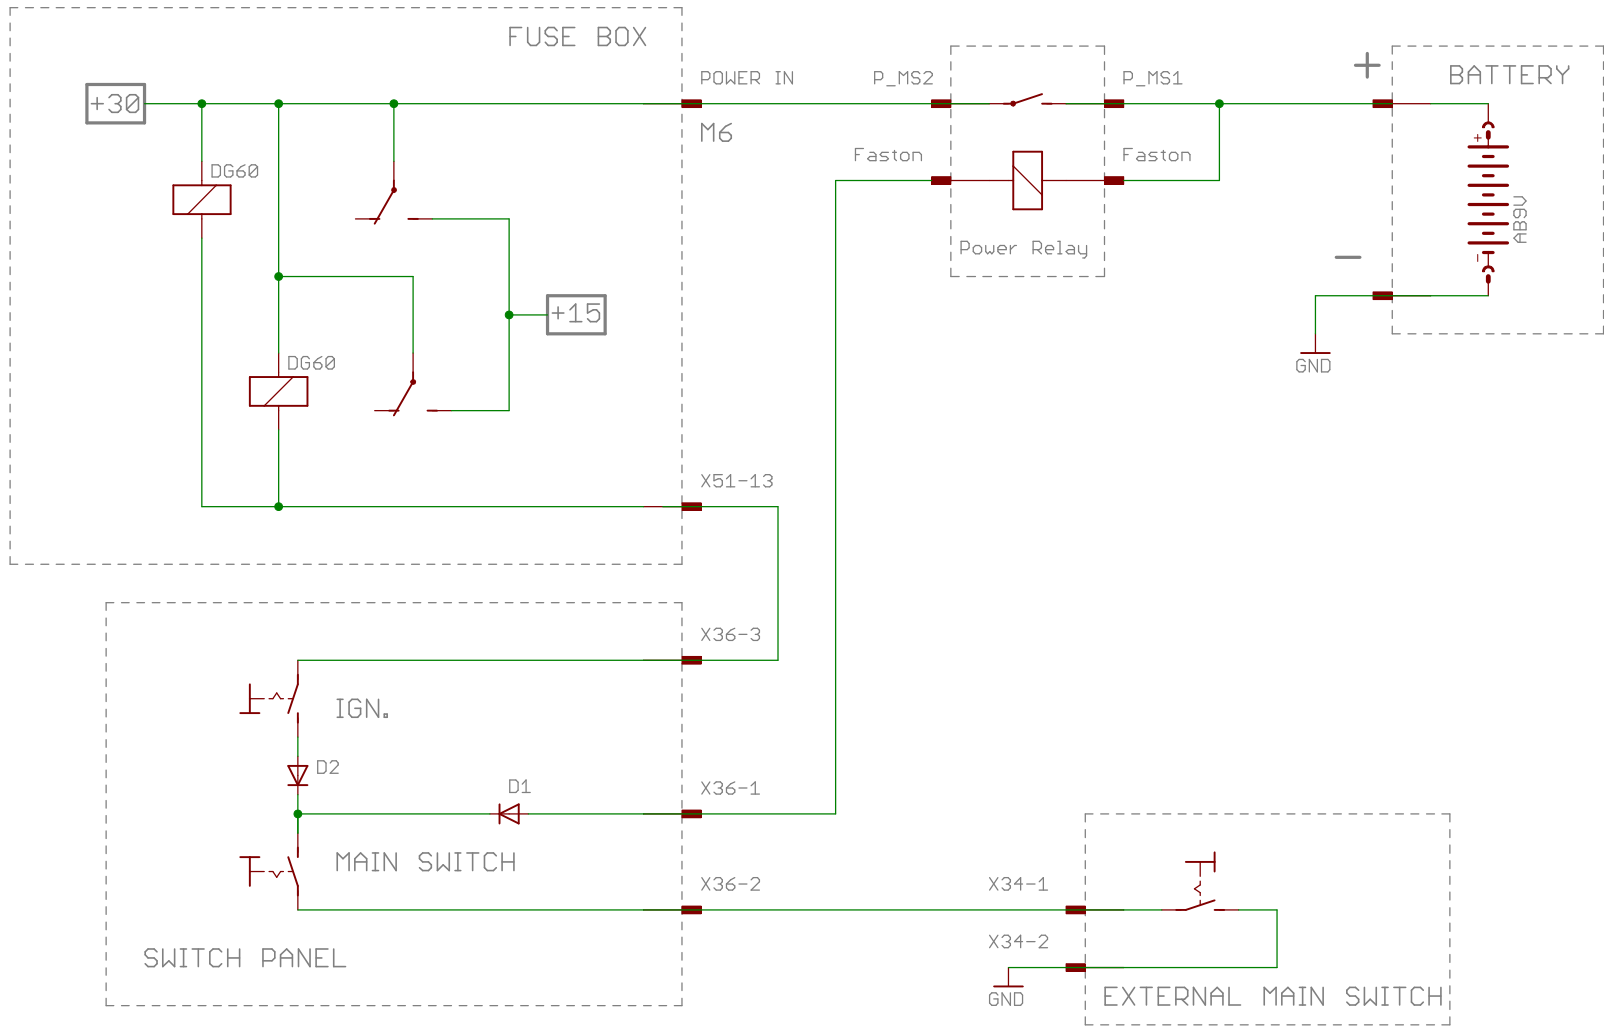 FUSE BOX
+30
POWER IN
P_MS2
P_MS1
+
BATTERY
M6
DG60
Faston
Faston
+
AB9V
Power Relay
-
-
+15
DG60
GND
X51-13
X36-3
IGN.
D2
D1
X36-1
MAIN SWITCH
X36-2
X34-1
X34-2
SWITCH PANEL
GND
EXTERNAL MAIN SWITCH